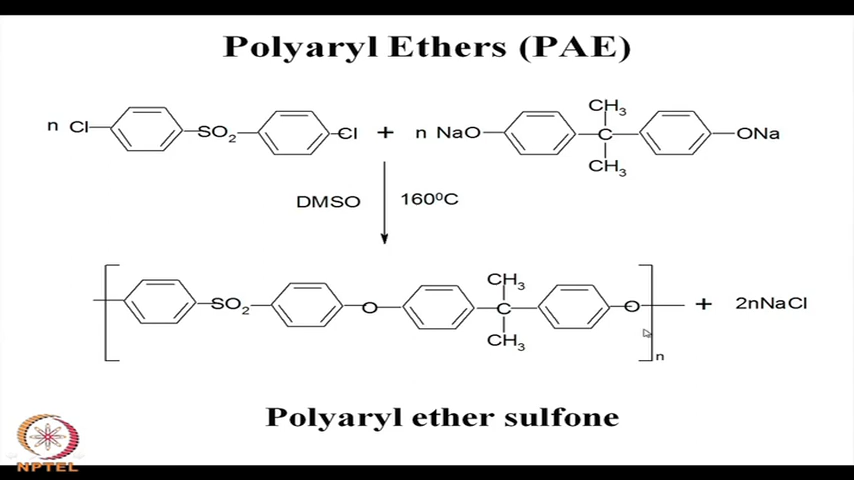 Polyaryl Ethers (PAE)
CH₃
n Cl SO₂ Cl + n NaO C ONa
CH₃
DMSO 160⁰C
CH₃
SO₂ O C O + 2nNaCl
CH₃
n
Polyaryl ether sulfone
NPTEL